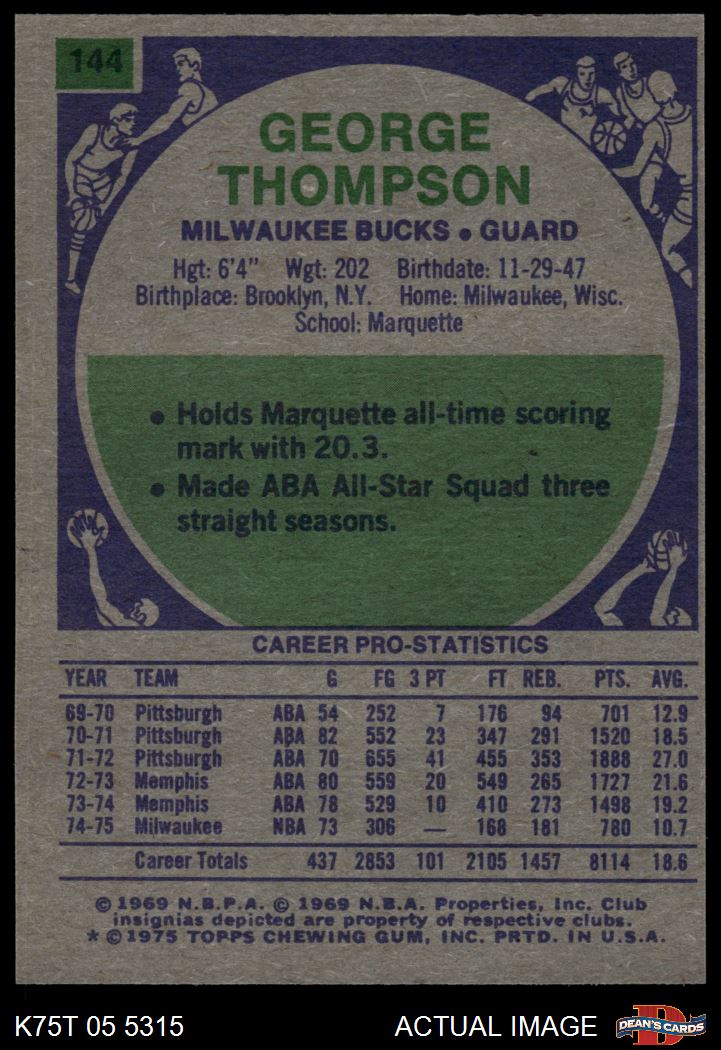 144
GEORGE
THOMPSON
MILWAUKEE BUCKS • GUARD
Hgt: 6'4" Wgt: 202 Birthdate: 11-29-47
Birthplace: Brooklyn, N.Y. Home: Milwaukee, Wisc.
School: Marquette
• Holds Marquette all-time scoring
mark with 20.3.
• Made ABA All-Star Squad three
straight seasons.
CAREER PRO-STATISTICS
YEAR TEAM G FG 3 PT FT REB. PTS. AVG.
69-70 Pittsburgh ABA 54 252 7 176 94 701 12.9
70-71 Pittsburgh ABA 82 552 23 347 291 1520 18.5
71-72 Pittsburgh ABA 70 655 41 455 353 1888 27.0
72-73 Memphis ABA 80 559 20 549 265 1727 21.6
73-74 Memphis ABA 78 529 10 410 273 1498 19.2
74-75 Milwaukee NBA 73 306 — 168 181 780 10.7
Career Totals 437 2853 101 2105 1457 8114 18.6
© 1969 N.B.P.A. © 1969 N.B.A. Properties, Inc. Club
insignias depicted are property of respective clubs.
* © 1975 TOPPS CHEWING GUM, INC. PRTD. IN U.S.A.
K75T 05 5315 ACTUAL IMAGE
D
DEAN'S CARDS